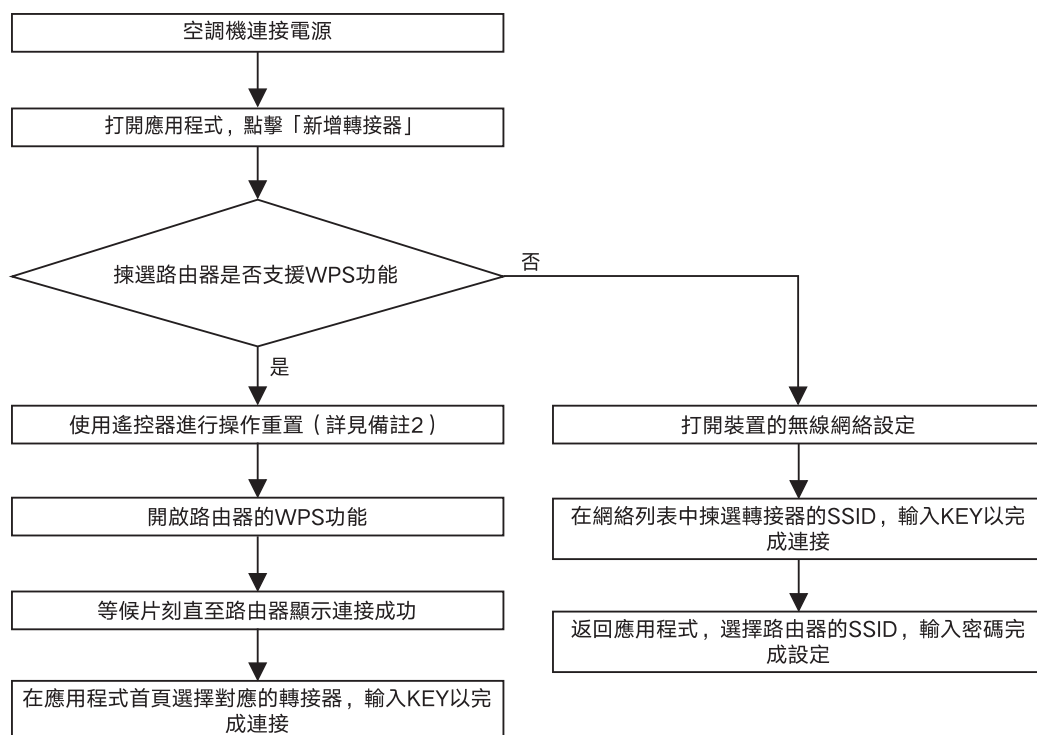 空調機連接電源
打開應用程式，點擊「新增轉接器」
揀選路由器是否支援WPS功能
否
是
使用遙控器進行操作重置（詳見備註2）
開啟路由器的WPS功能
等候片刻直至路由器顯示連接成功
在應用程式首頁選擇對應的轉接器，輸入KEY以完
成連接
打開裝置的無線網絡設定
在網絡列表中揀選轉接器的SSID，輸入KEY以完
成連接
返回應用程式，選擇路由器的SSID，輸入密碼完
成設定